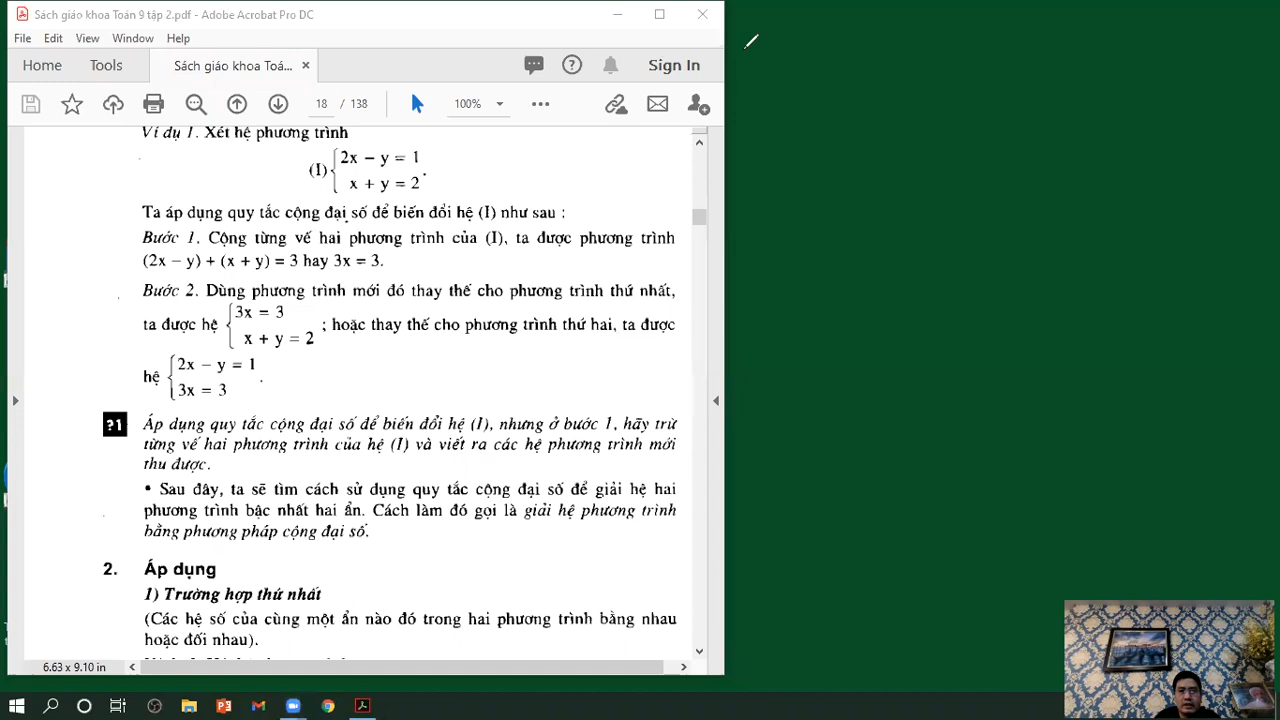 Sách giáo khoa Toán 9 tập 2.pdf - Adobe Acrobat Pro DC
File Edit View Window Help
Home Tools Sách giáo khoa Toá... × Sign In
18 / 138 100%
Ví dụ 1. Xét hệ phương trình
(I) { 2x − y = 1
x + y = 2 .
Ta áp dụng quy tắc cộng đại số để biến đổi hệ (I) như sau :
Bước 1. Cộng từng vế hai phương trình của (I), ta được phương trình
(2x − y) + (x + y) = 3 hay 3x = 3.
Bước 2. Dùng phương trình mới đó thay thế cho phương trình thứ nhất,
ta được hệ { 3x = 3
x + y = 2 ; hoặc thay thế cho phương trình thứ hai, ta được
hệ { 2x − y = 1
3x = 3 .
?1 Áp dụng quy tắc cộng đại số để biến đổi hệ (I), nhưng ở bước 1, hãy trừ
từng vế hai phương trình của hệ (I) và viết ra các hệ phương trình mới
thu được.
• Sau đây, ta sẽ tìm cách sử dụng quy tắc cộng đại số để giải hệ hai
phương trình bậc nhất hai ẩn. Cách làm đó gọi là giải hệ phương trình
bằng phương pháp cộng đại số.
2. Áp dụng
1) Trường hợp thứ nhất
(Các hệ số của cùng một ẩn nào đó trong hai phương trình bằng nhau
hoặc đối nhau).
6.63 x 9.10 in